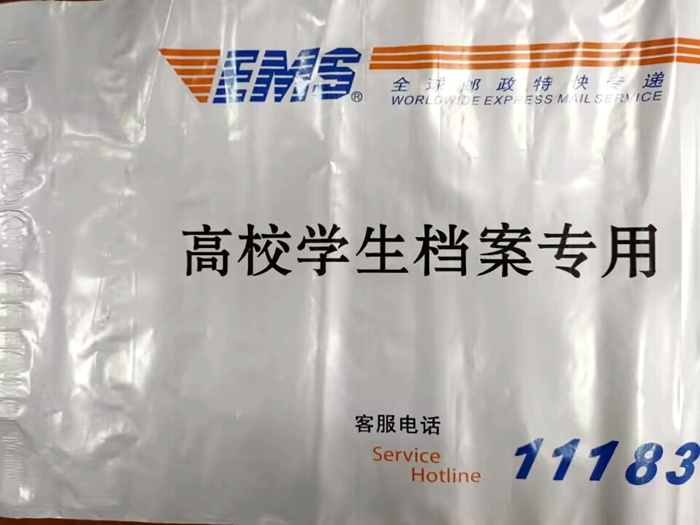 EMS®
全球邮政特快专递
WORLDWIDE EXPRESS MAIL SERVICE
高校学生档案专用
客服电话
Service
Hotline
11183